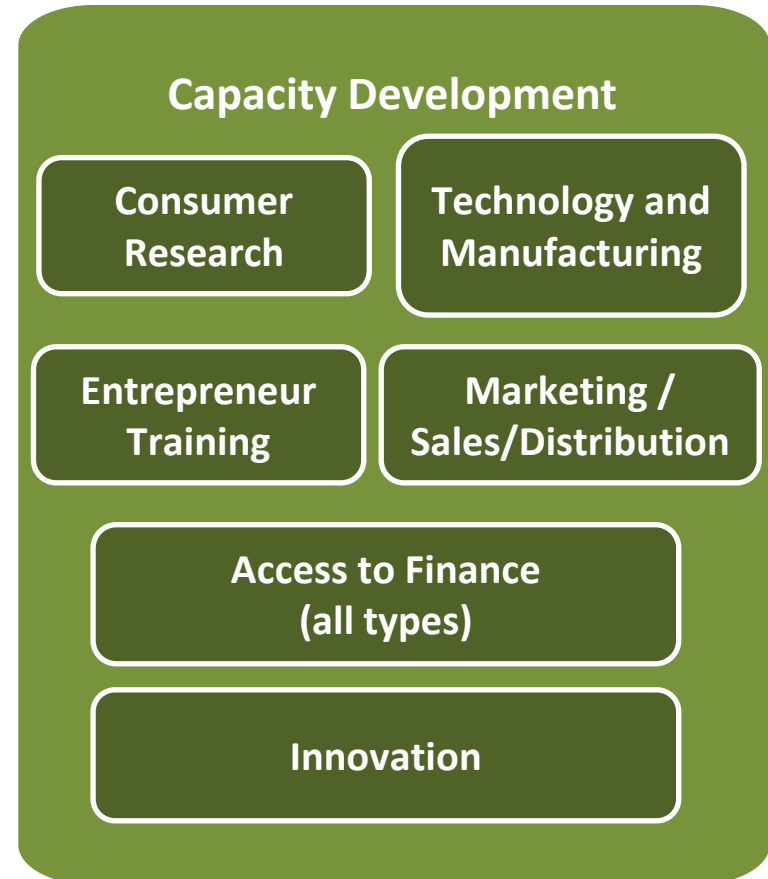 Capacity Development
Consumer
Research
Technology and
Manufacturing
Entrepreneur
Training
Marketing /
Sales/Distribution
Access to Finance
(all types)
Innovation